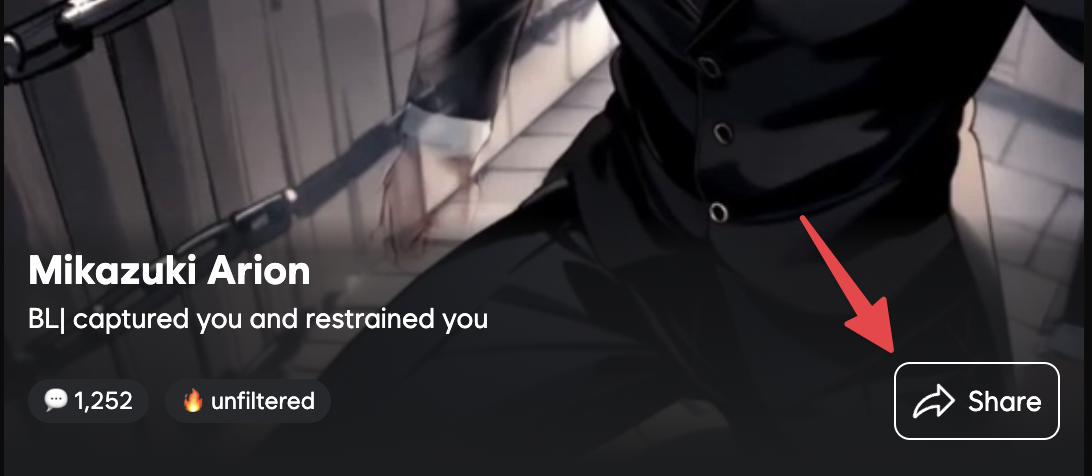 Mikazuki Arion
BL| captured you and restrained you
1,252
unfiltered
Share